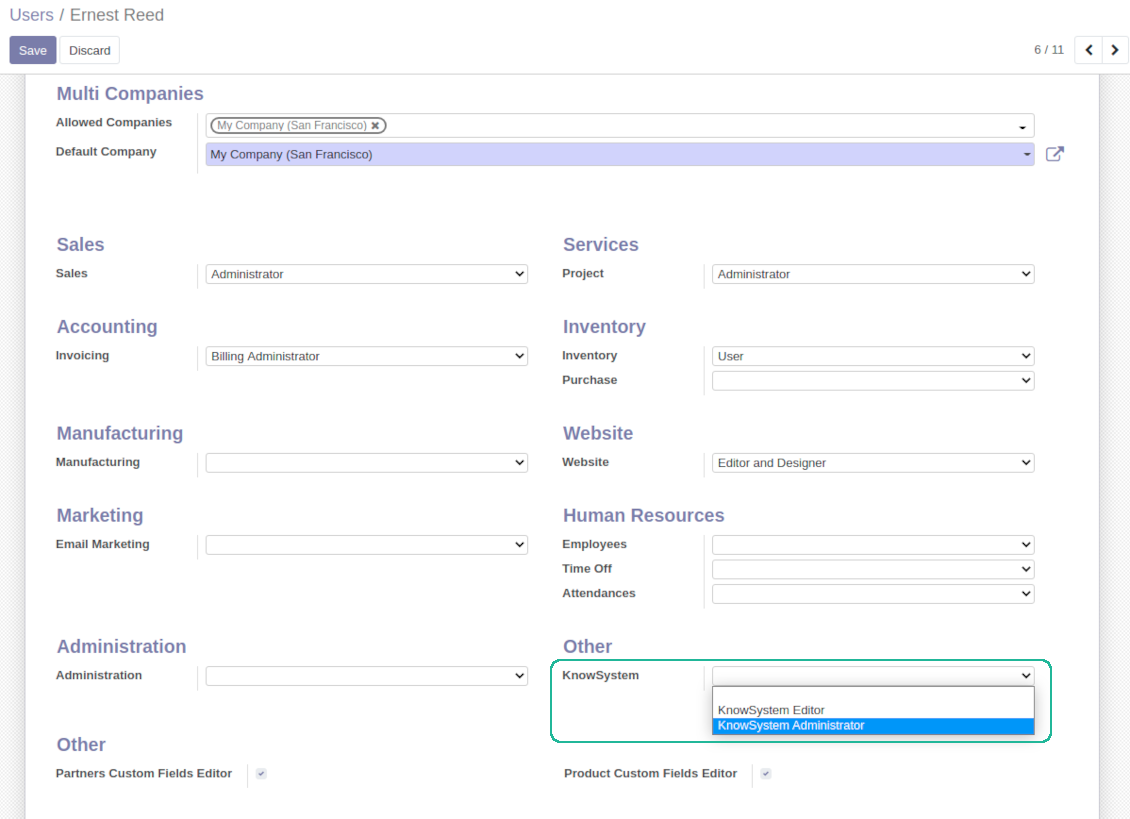 Users / Ernest Reed
Save Discard 6 / 11
Multi Companies
Allowed Companies My Company (San Francisco)
Default Company My Company (San Francisco)
Sales Services
Sales Administrator Project Administrator
Accounting Inventory
Invoicing Billing Administrator Inventory User
Purchase
Manufacturing Website
Manufacturing Website Editor and Designer
Marketing Human Resources
Email Marketing Employees
Time Off
Attendances
Administration Other
Administration KnowSystem
KnowSystem Editor
KnowSystem Administrator
Other
Partners Custom Fields Editor Product Custom Fields Editor